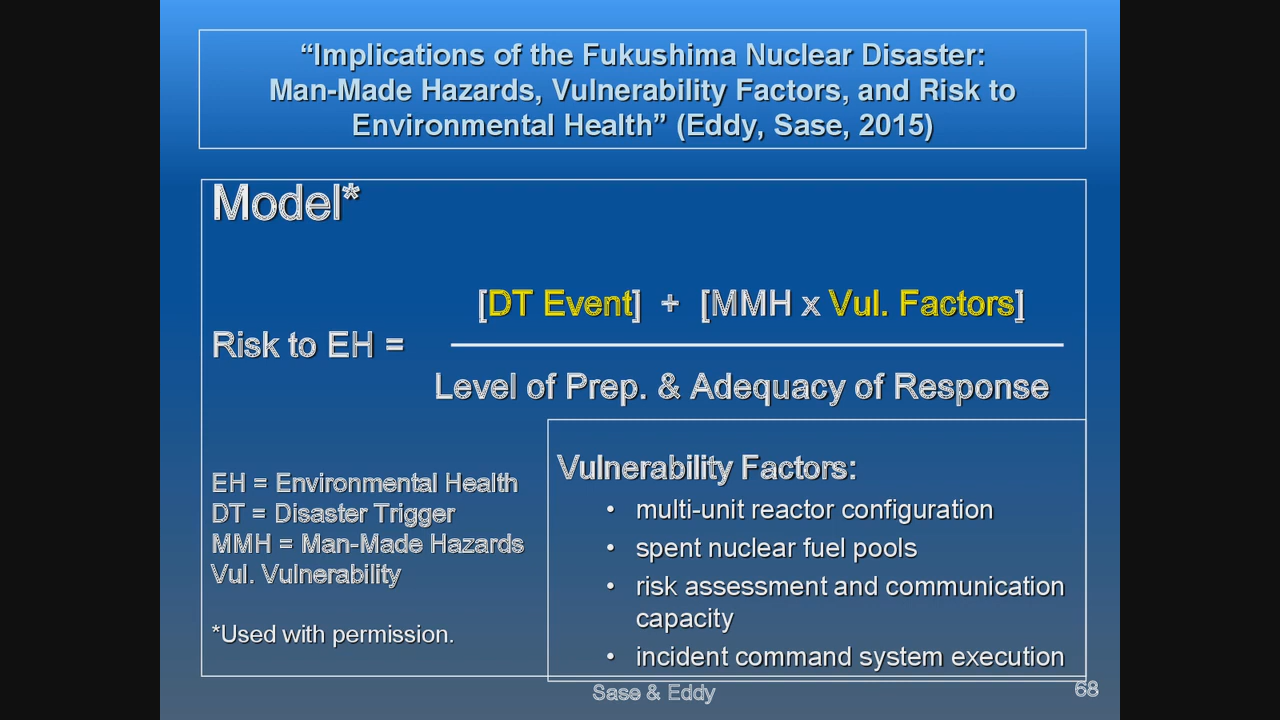 “Implications of the Fukushima Nuclear Disaster:
Man-Made Hazards, Vulnerability Factors, and Risk to
Environmental Health” (Eddy, Sase, 2015)
Model*
[DT Event] + [MMH x Vul. Factors]
Risk to EH =
Level of Prep. & Adequacy of Response
EH = Environmental Health
DT = Disaster Trigger
MMH = Man-Made Hazards
Vul. Vulnerability
*Used with permission.
Vulnerability Factors:
• multi-unit reactor configuration
• spent nuclear fuel pools
• risk assessment and communication
capacity
• incident command system execution
Sase & Eddy
68